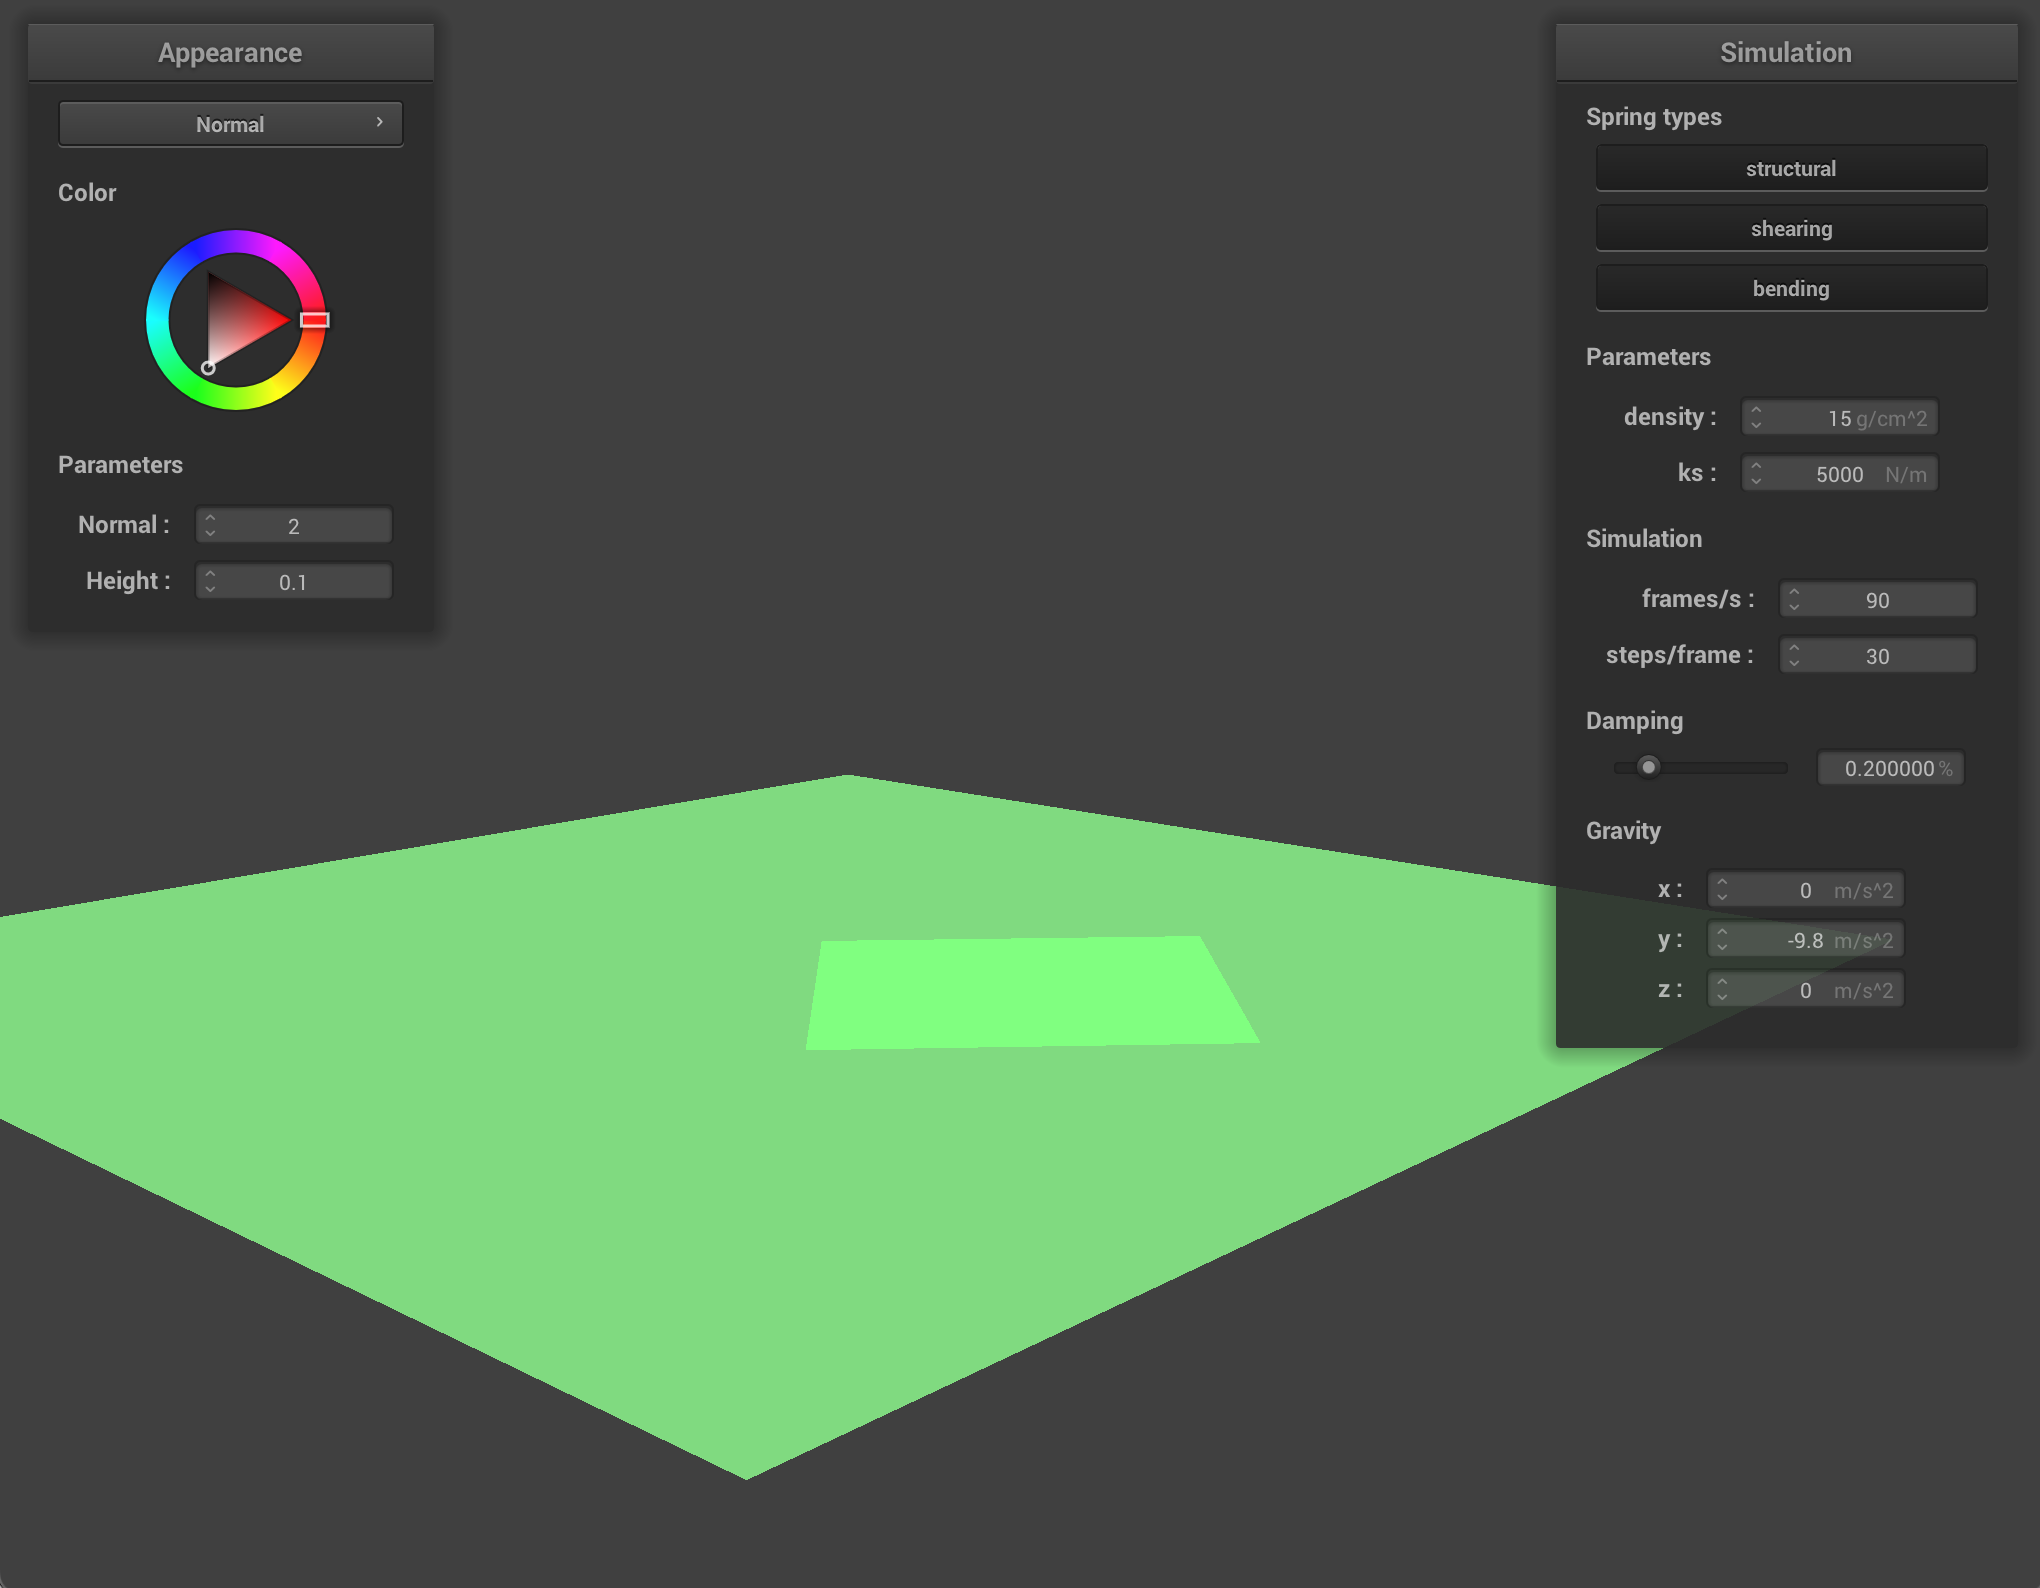 Appearance
Normal
Color
Parameters
Normal : 2
Height : 0.1
Simulation
Spring types
structural
shearing
bending
Parameters
density : 15 g/cm^2
ks : 5000 N/m
Simulation
frames/s : 90
steps/frame : 30
Damping
0.200000 %
Gravity
x : 0 m/s^2
y : -9.8 m/s^2
z : 0 m/s^2